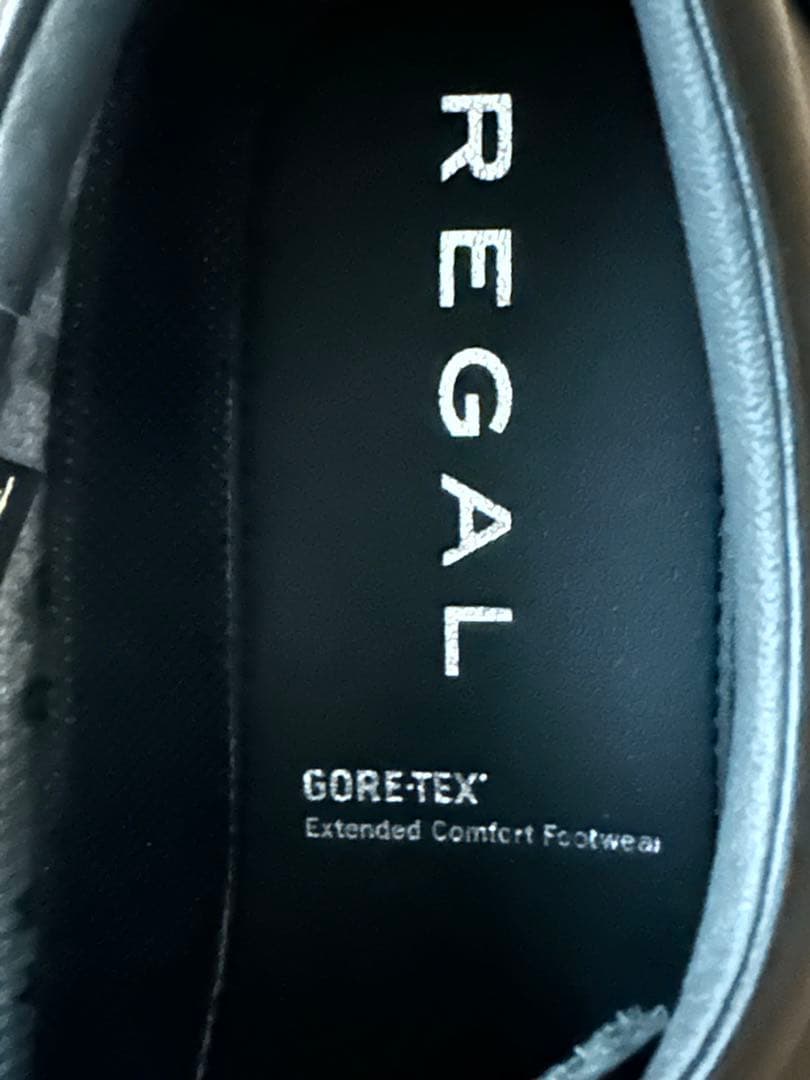 REGAL
GORE-TEX
Extended Comfort Footwear